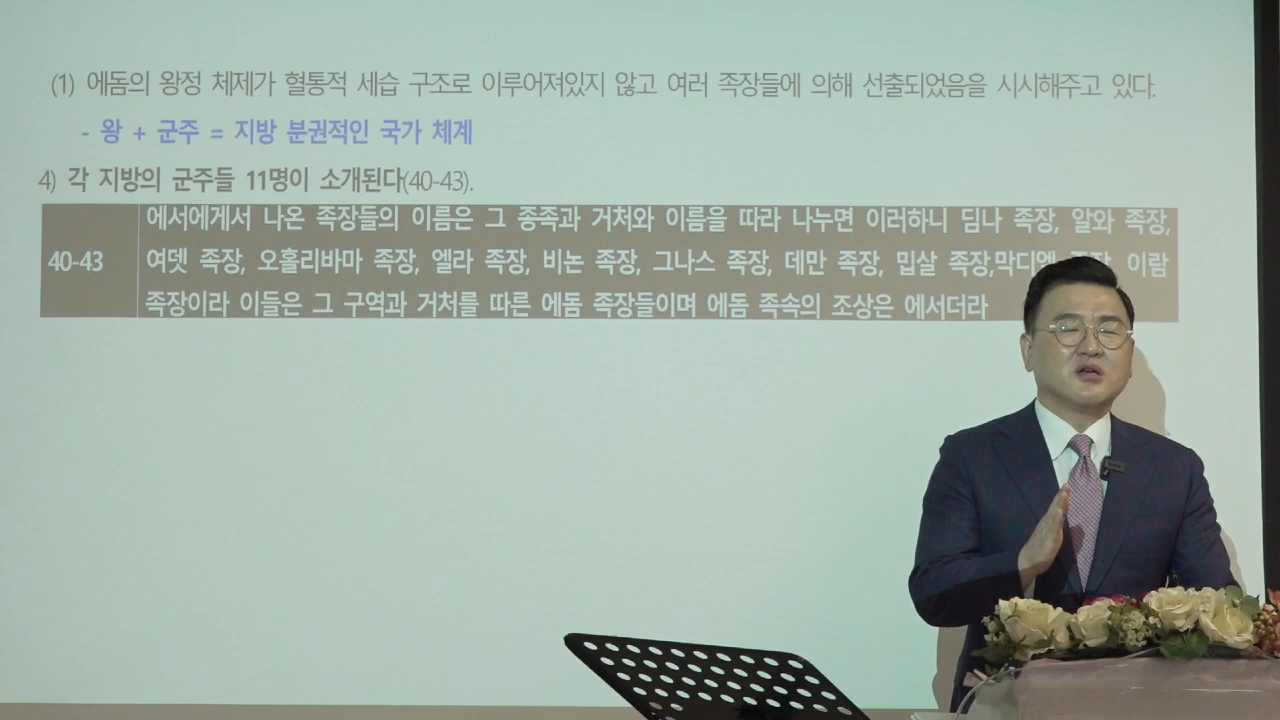 (1) 에돔의 왕정 체제가 혈통적 세습 구조로 이루어져있지 않고 여러 족장들에 의해 선출되었음을 시시해주고 있다.
- 왕 + 군주 = 지방 분권적인 국가 체계
4) 각 지방의 군주들 11명이 소개된다(40-43).
에서에게서 나온 족장들의 이름은 그 종족과 거처와 이름을 따라 나누면 이러하니 딤나 족장, 알와 족장,
40-43 여뎃 족장, 오홀리바마 족장, 엘라 족장, 비논 족장, 그나스 족장, 데만 족장, 밉살 족장,막디엘 족장 이람
족장이라 이들은 그 구역과 거처를 따른 에돔 족장들이며 에돔 족속의 조상은 에서더라